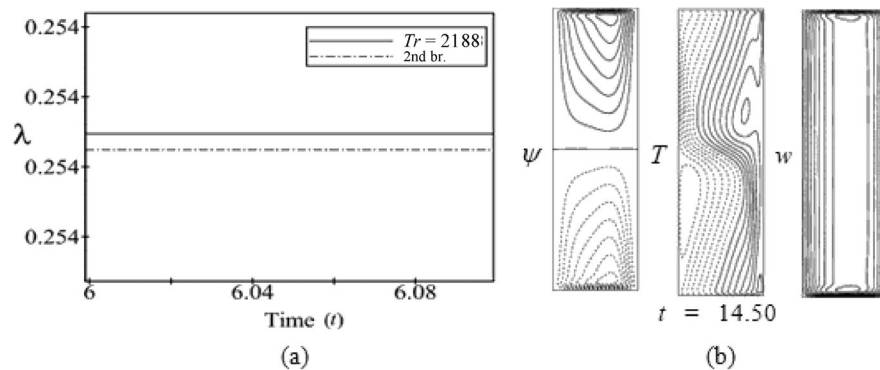 (a)
(b)
0.254
Tr = 2188
2nd br.
0.254
λ
0.254
0.254
6
6.04
6.08
Time (t)
ψ
T
w
t = 14.50